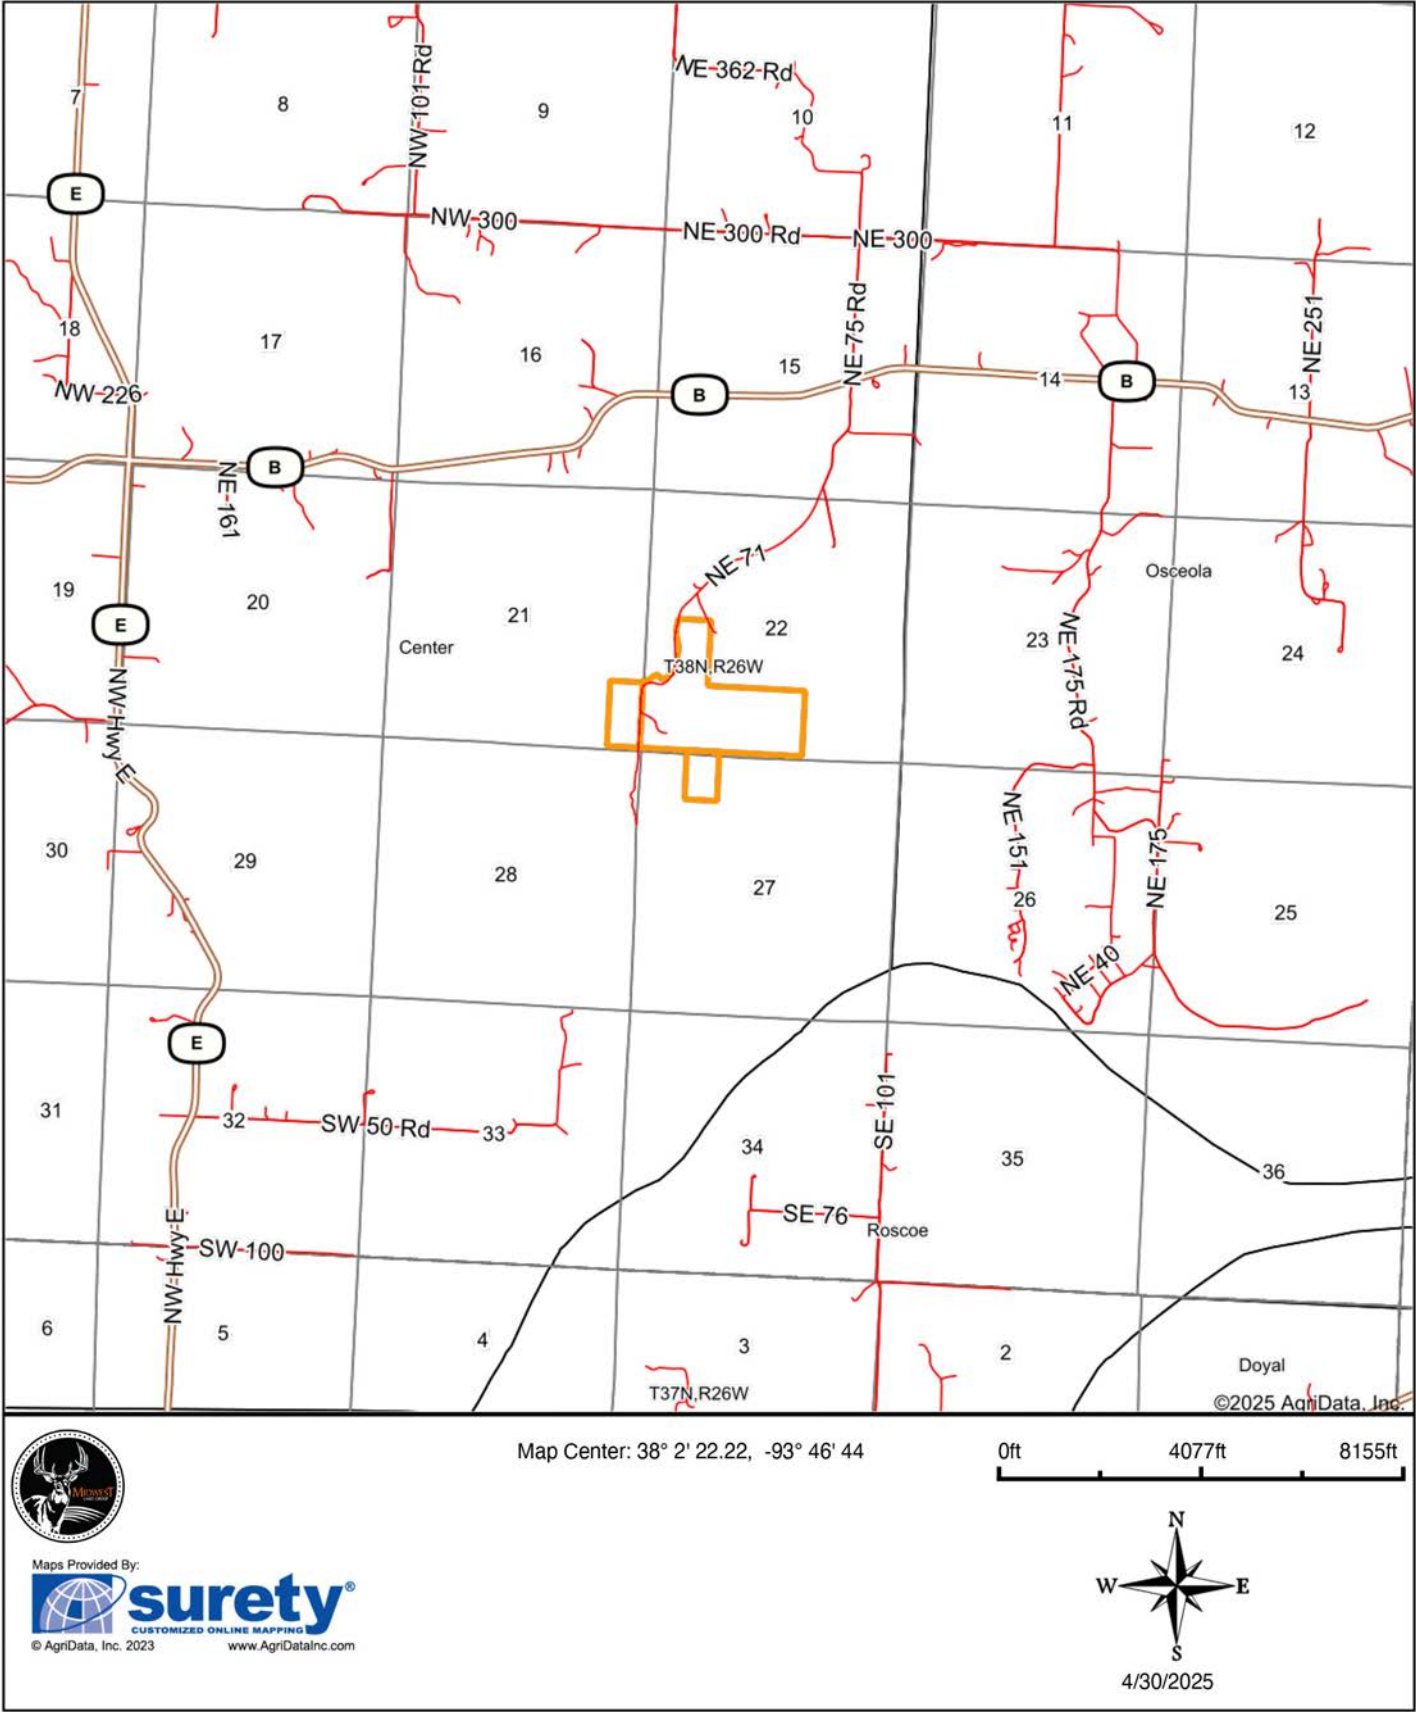 NE 362 Rd
7
8
NW 101 Rd
9
10
11
12
E
NW 300
NE 300 Rd
NE 300
18
17
16
NE 75 Rd
15
NE 251
NW 226
B
14
B
13
B
NE 161
NE 71
Osceola
19
20
21
22
E
Center
NE 175 Rd
23
24
T38N,R26W
NW Hwy E
30
29
28
27
NE 151
26
NE 175
25
NE 40
E
31
32
SW 50 Rd
33
34
SE 101
35
36
SE 76
Roscoe
NW Hwy E
SW 100
6
5
4
3
2
Doyal
T37N,R26W
©2025 AgriData, Inc.
Map Center: 38° 2' 22.22, -93° 46' 44
0ft 4077ft 8155ft
MIDWEST
LAND GROUP
Maps Provided By:
surety®
CUSTOMIZED ONLINE MAPPING
© AgriData, Inc. 2023 www.AgriDataInc.com
N
W E
S
4/30/2025